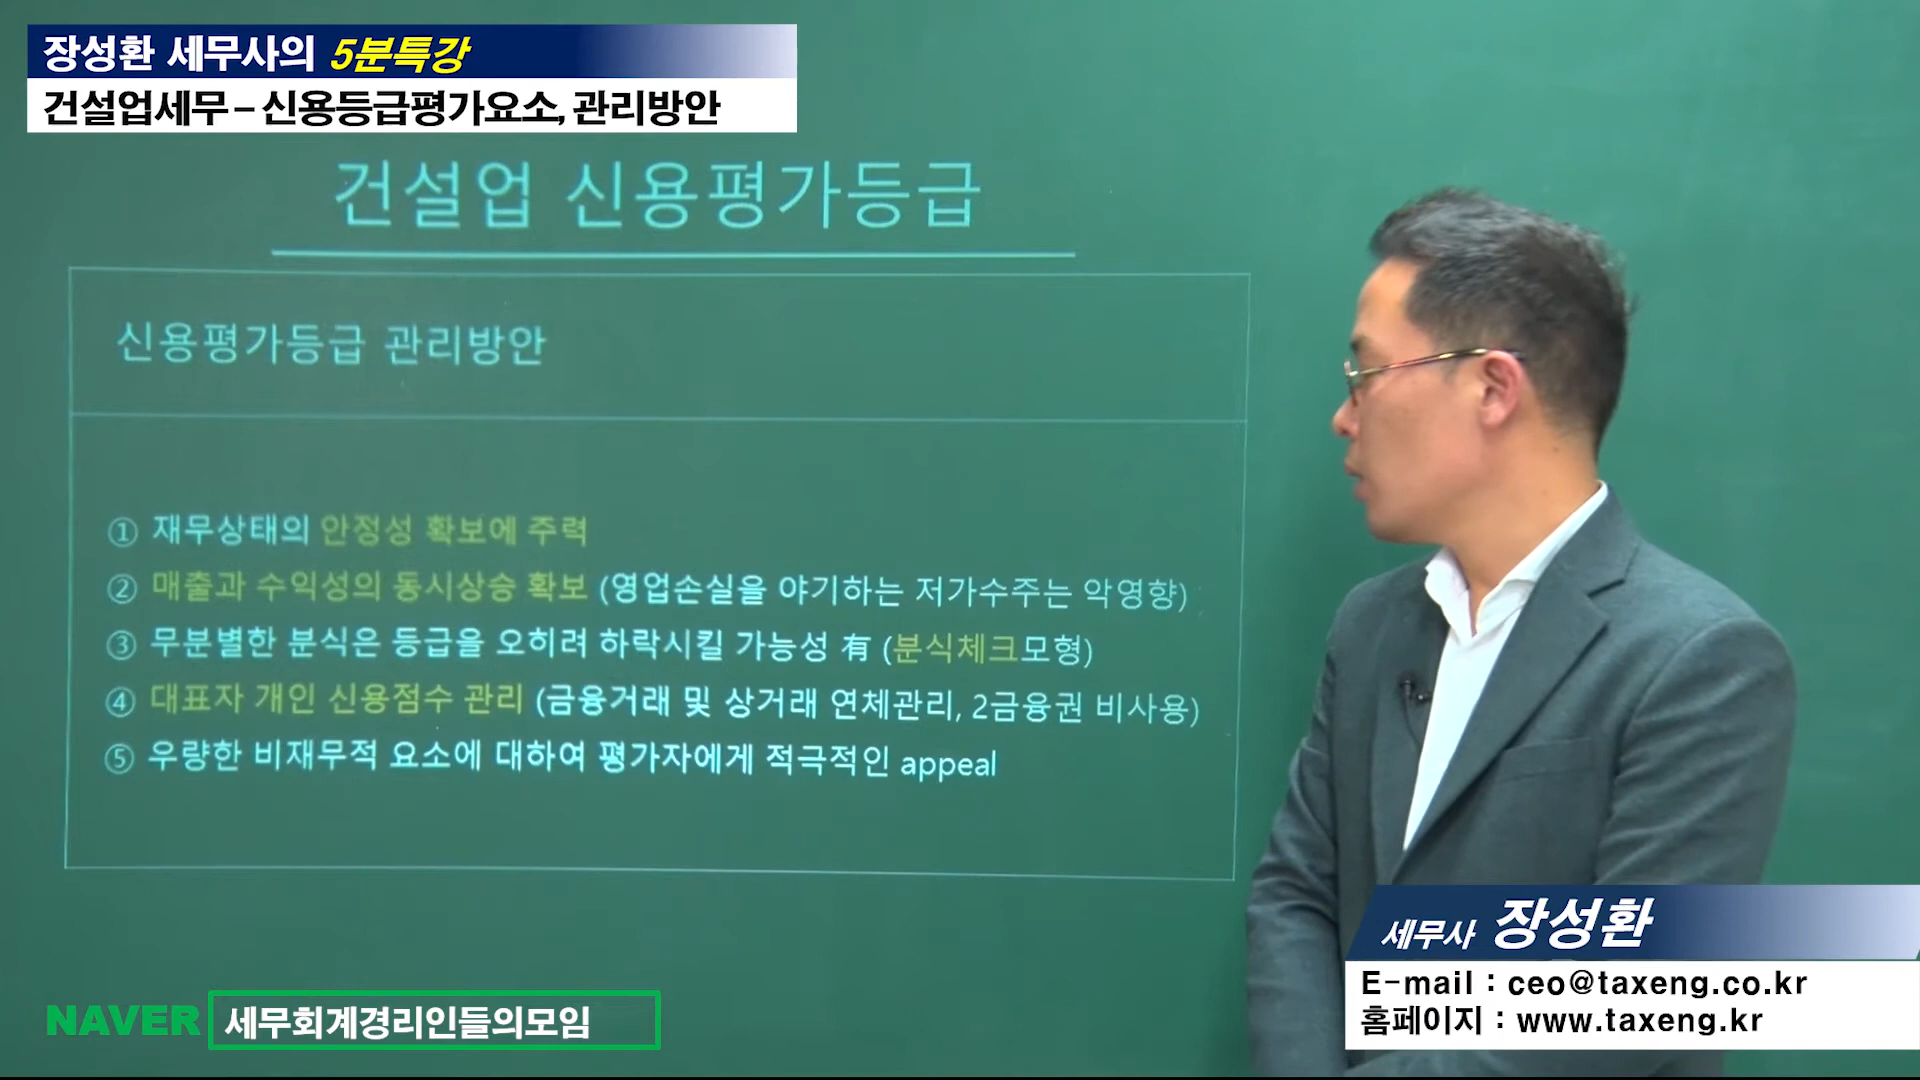 장성환 세무사의 5분특강
건설업세무 – 신용등급평가요소, 관리방안
건설업 신용평가등급
신용평가등급 관리방안
① 재무상태의 안정성 확보에 주력
② 매출과 수익성의 동시상승 확보 (영업손실을 야기하는 저가수주는 악영향)
③ 무분별한 분식은 등급을 오히려 하락시킬 가능성 有 (분식체크모형)
④ 대표자 개인 신용점수 관리 (금융거래 및 상거래 연체관리, 2금융권 비사용)
⑤ 우량한 비재무적 요소에 대하여 평가자에게 적극적인 appeal
세무사 장성환
E-mail : ceo@taxeng.co.kr
홈페이지 : www.taxeng.kr
NAVER 세무회계경리인들의모임